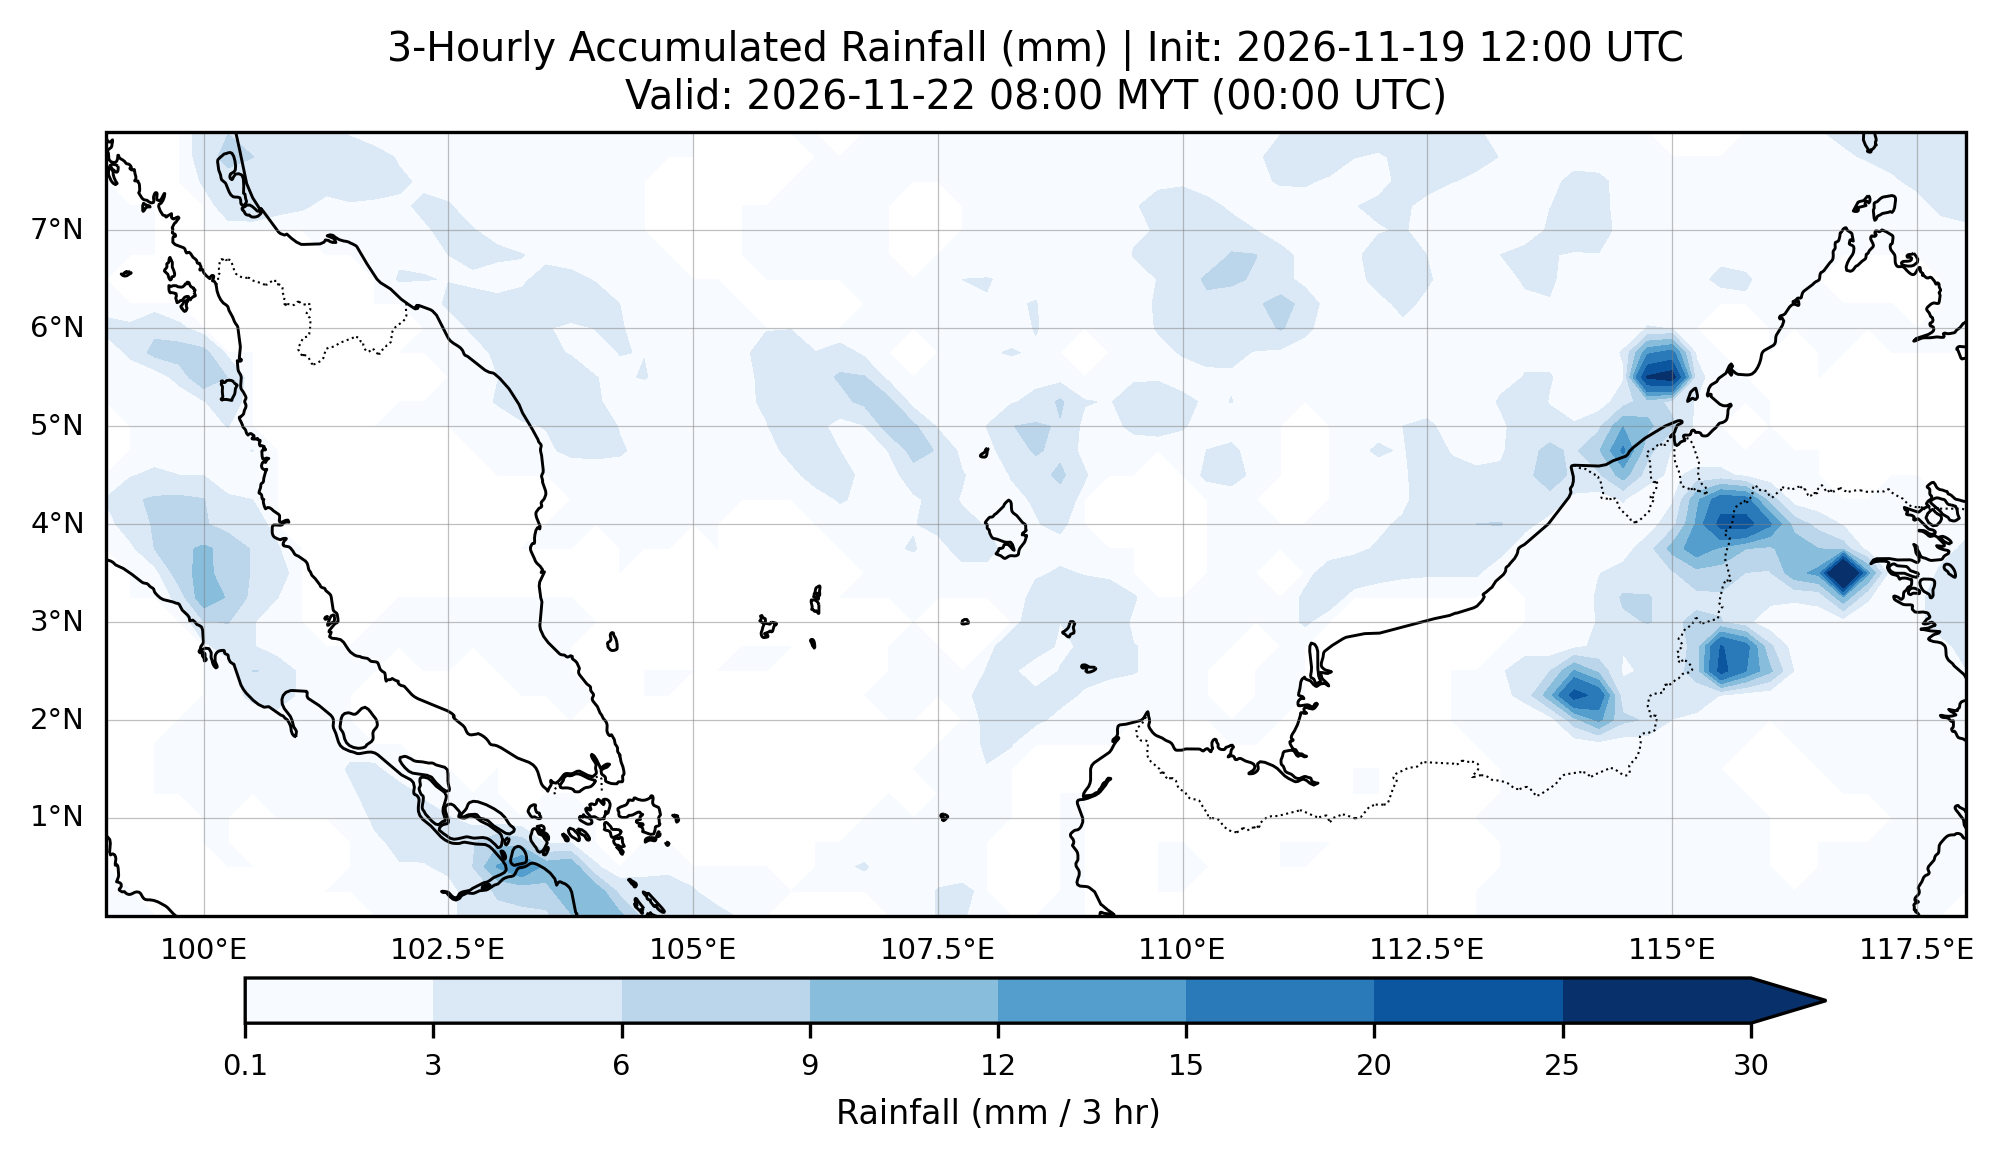 3-Hourly Accumulated Rainfall (mm) | Init: 2026-11-19 12:00 UTC
Valid: 2026-11-22 08:00 MYT (00:00 UTC)
7°N
6°N
5°N
4°N
3°N
2°N
1°N
100°E 102.5°E 105°E 107.5°E 110°E 112.5°E 115°E 117.5°E
0.1 3 6 9 12 15 20 25 30
Rainfall (mm / 3 hr)